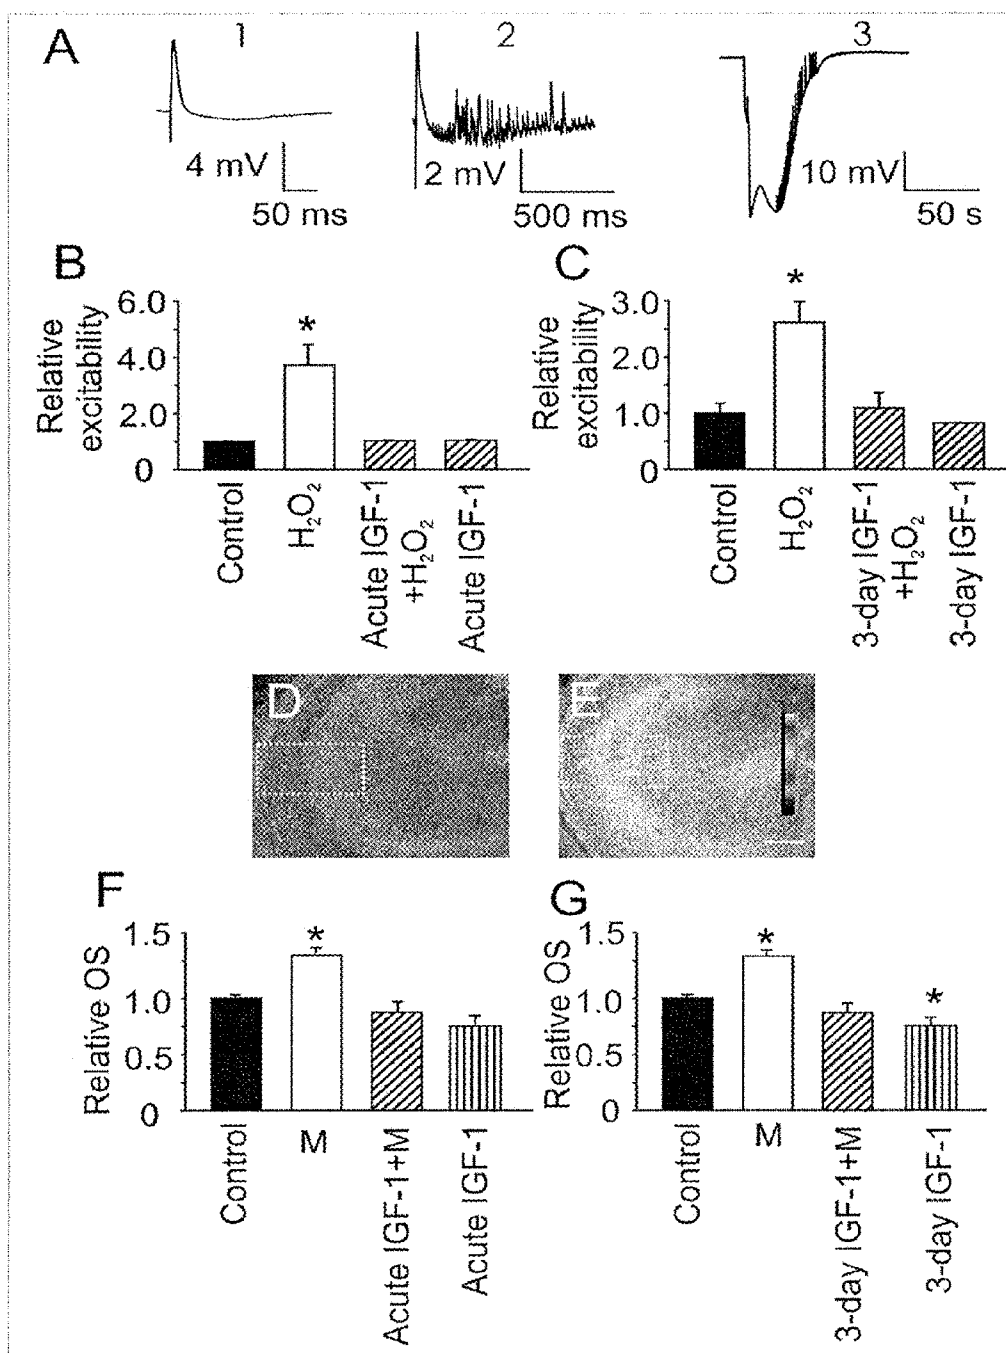 A
1
2
3
4 mV
50 ms
2 mV
500 ms
10 mV
50 s
B
Relative
excitability
6.0
4.0
2.0
0
*
Control
H₂O₂
Acute IGF-1
+H₂O₂
Acute IGF-1
C
Relative
excitability
3.0
2.0
1.0
0
*
Control
H₂O₂
3-day IGF-1
+H₂O₂
3-day IGF-1
D
E
F
Relative OS
1.5
1.0
0.5
0
*
Control
M
Acute IGF-1+M
Acute IGF-1
G
Relative OS
1.5
1.0
0.5
0
*
*
Control
M
3-day IGF-1+M
3-day IGF-1